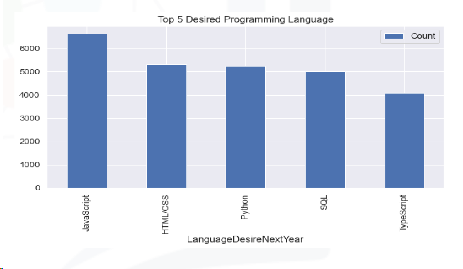 Top 5 Desired Programming Language
Count
6000
5000
4000
3000
2000
1000
0
JavaScript
HTML/CSS
Python
SQL
TypeScript
LanguageDesireNextYear